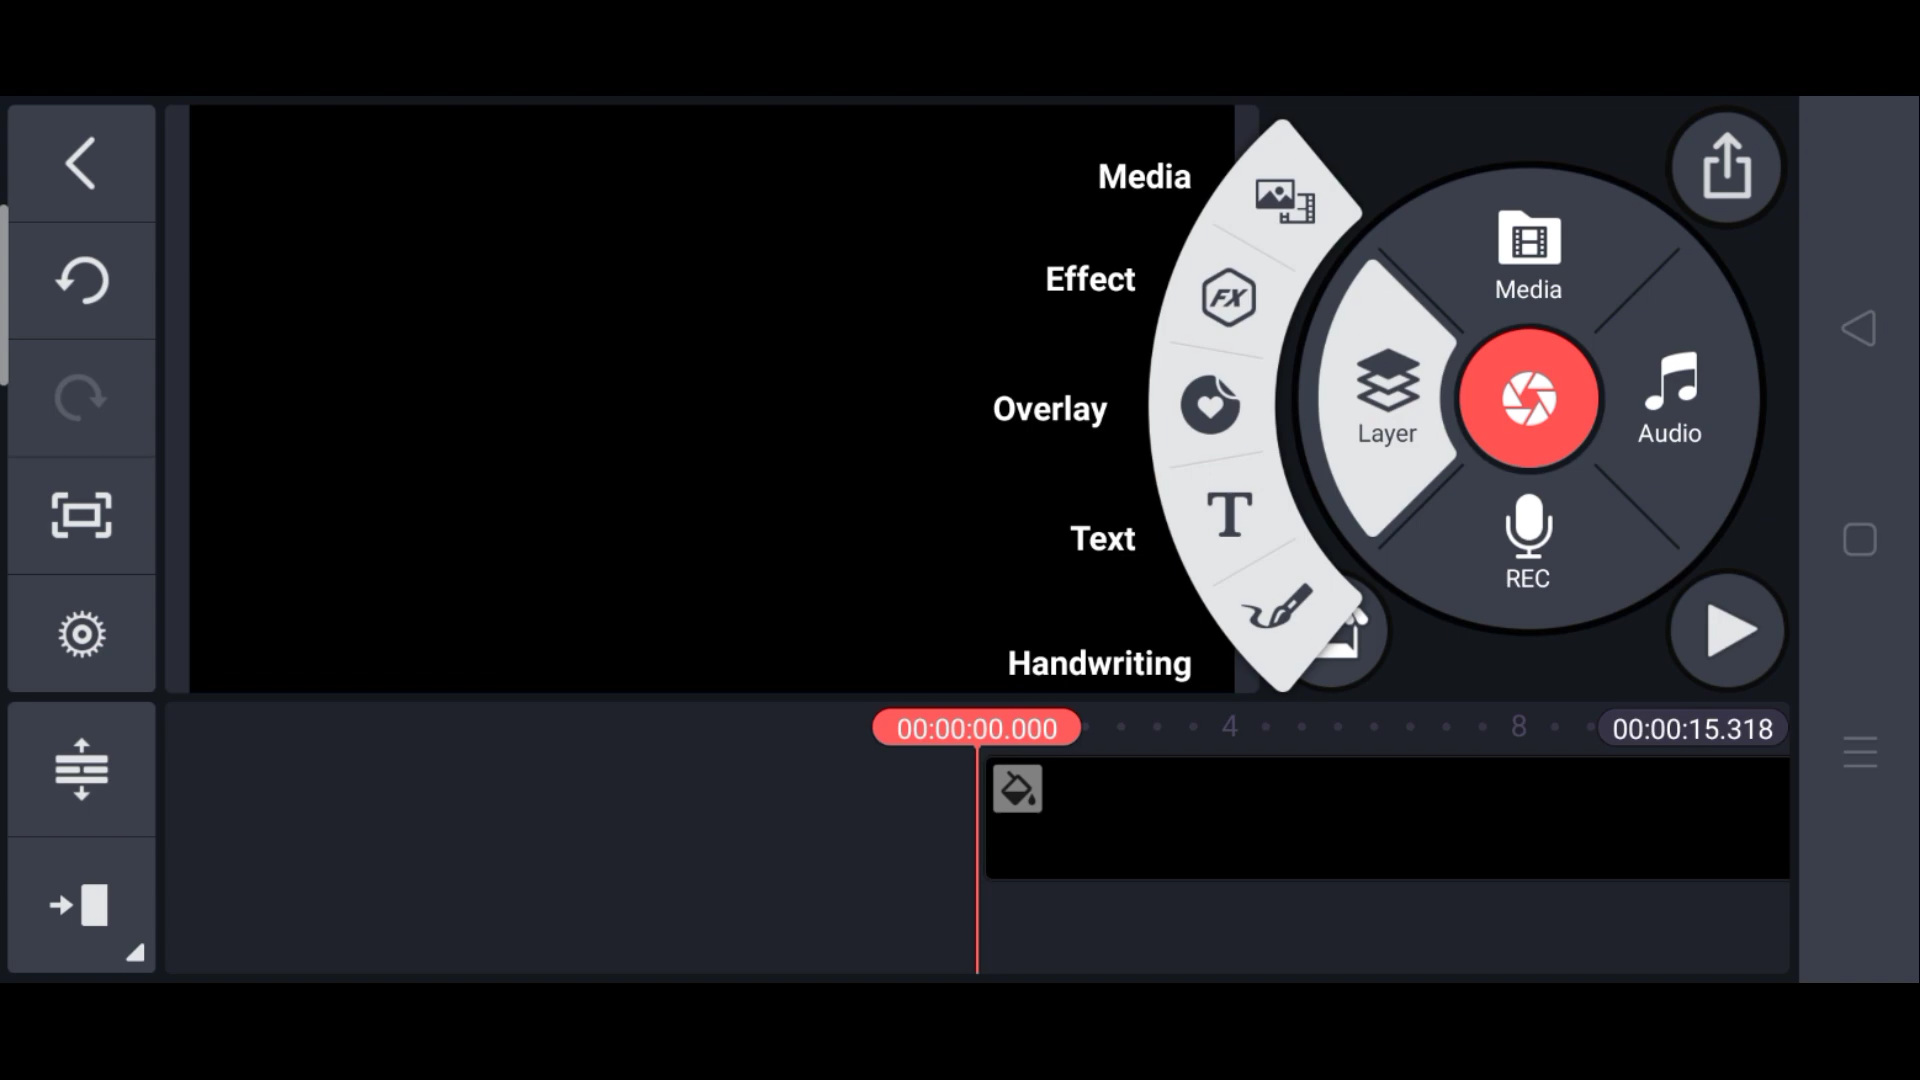 Media
Effect
Overlay
Text
Handwriting
FX
T
Media
Layer
Audio
REC
00:00:00.000
4
8
00:00:15.318